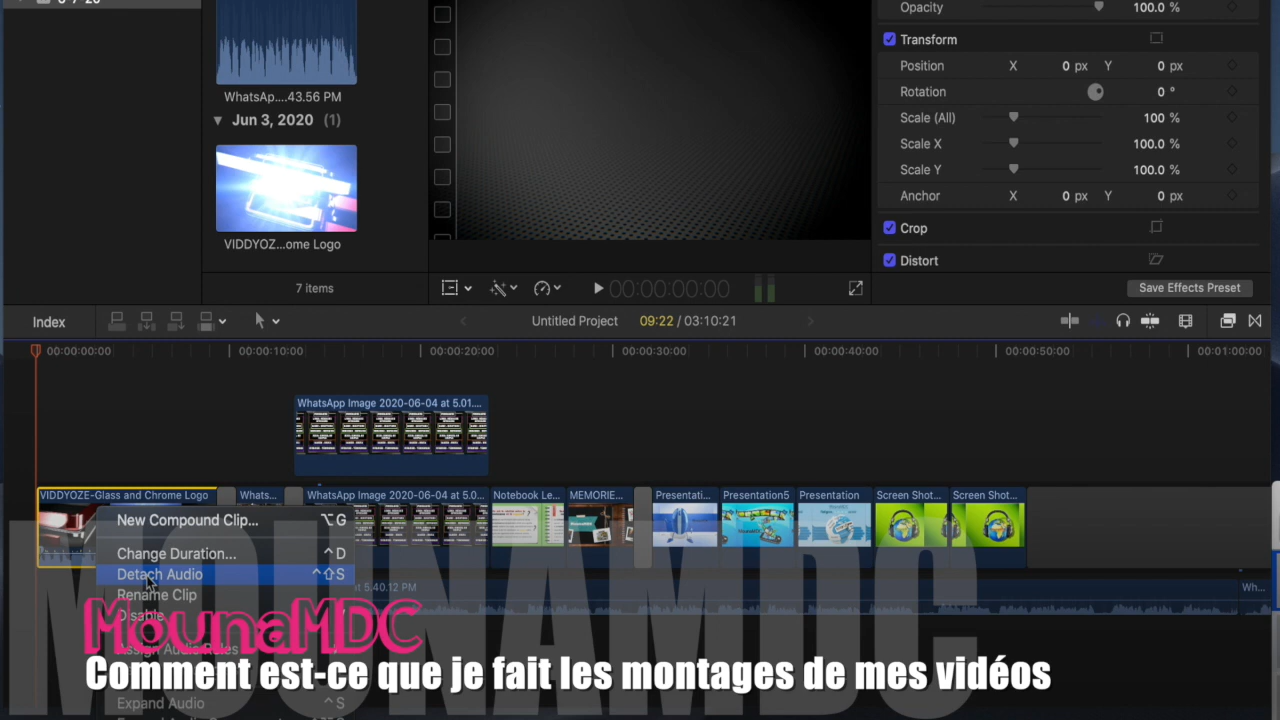 6-7-20
Opacity 100.0 %
Transform
Position X 0 px Y 0 px
Rotation 0 °
WhatsAp....43.56 PM
Scale (All) 100 %
Jun 3, 2020 (1)
Scale X 100.0 %
Scale Y 100.0 %
Anchor X 0 px Y 0 px
Crop
VIDDYOZ...ome Logo
Distort
7 items
00:00:00:00
Save Effects Preset
Index
Untitled Project 09:22 / 03:10:21
00:00:00:00 00:00:10:00 00:00:20:00 00:00:30:00 00:00:40:00 00:00:50:00 00:01:00:00
WhatsApp Image 2020-06-04 at 5.01....
VIDDYOZE-Glass and Chrome Logo Whats... WhatsApp Image 2020-06-04 at 5.0... Notebook Le... MEMORIE... Presentati... Presentation5 Presentation Screen Shot... Screen Shot...
New Compound Clip... ⌥G
Change Duration... ^D
Detach Audio ^⇧S
Rename Clip
at 5.40.12 PM Wh...
Disable V
Assign Audio Roles
Expand Audio ^S
MOUNAMDC
MounaMDC
Comment est-ce que je fait les montages de mes vidéos